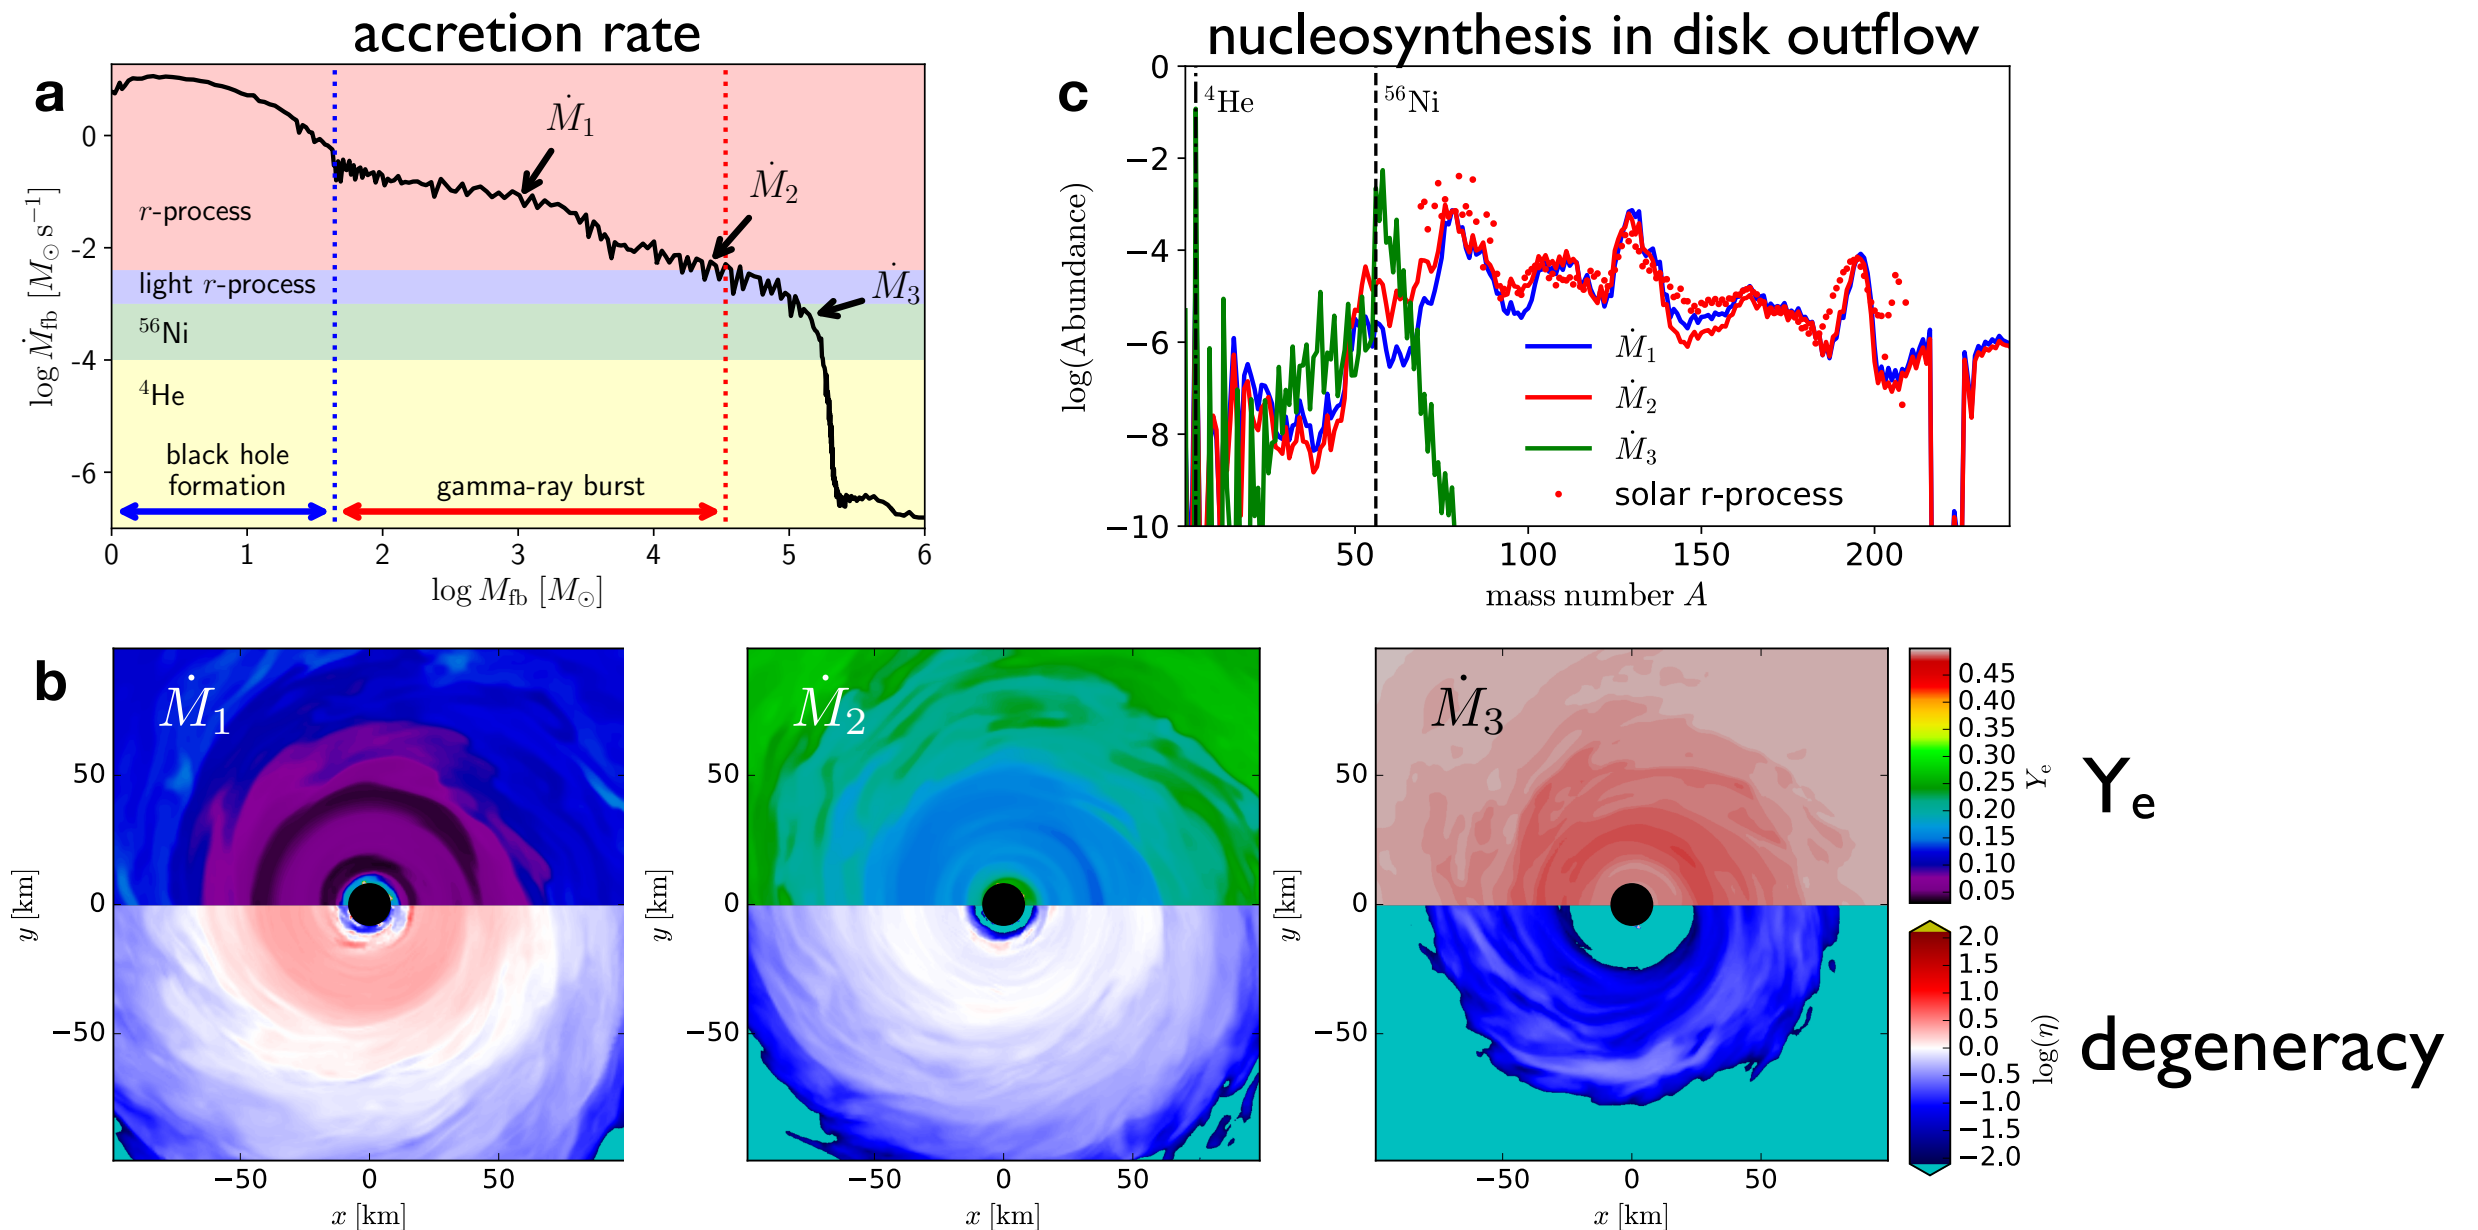 accretion rate
a
log Ṁfb [M⊙ s−1]
0
-2
-4
-6
Ṁ1
Ṁ2
Ṁ3
r-process
light r-process
56Ni
4He
black hole
formation
gamma-ray burst
0 1 2 3 4 5 6
log Mfb [M⊙]
nucleosynthesis in disk outflow
c
log(Abundance)
0
−2
−4
−6
−8
−10
4He
56Ni
Ṁ1
Ṁ2
Ṁ3
solar r-process
50 100 150 200
mass number A
b
Ṁ1
y [km]
50
0
−50
−50 0 50
x [km]
Ṁ2
y [km]
50
0
−50
−50 0 50
x [km]
Ṁ3
y [km]
50
0
−50
−50 0 50
x [km]
0.45
0.40
0.35
0.30
0.25
0.20
0.15
0.10
0.05
Ye
Ye
2.0
1.5
1.0
0.5
0.0
−0.5
−1.0
−1.5
−2.0
log(η)
degeneracy